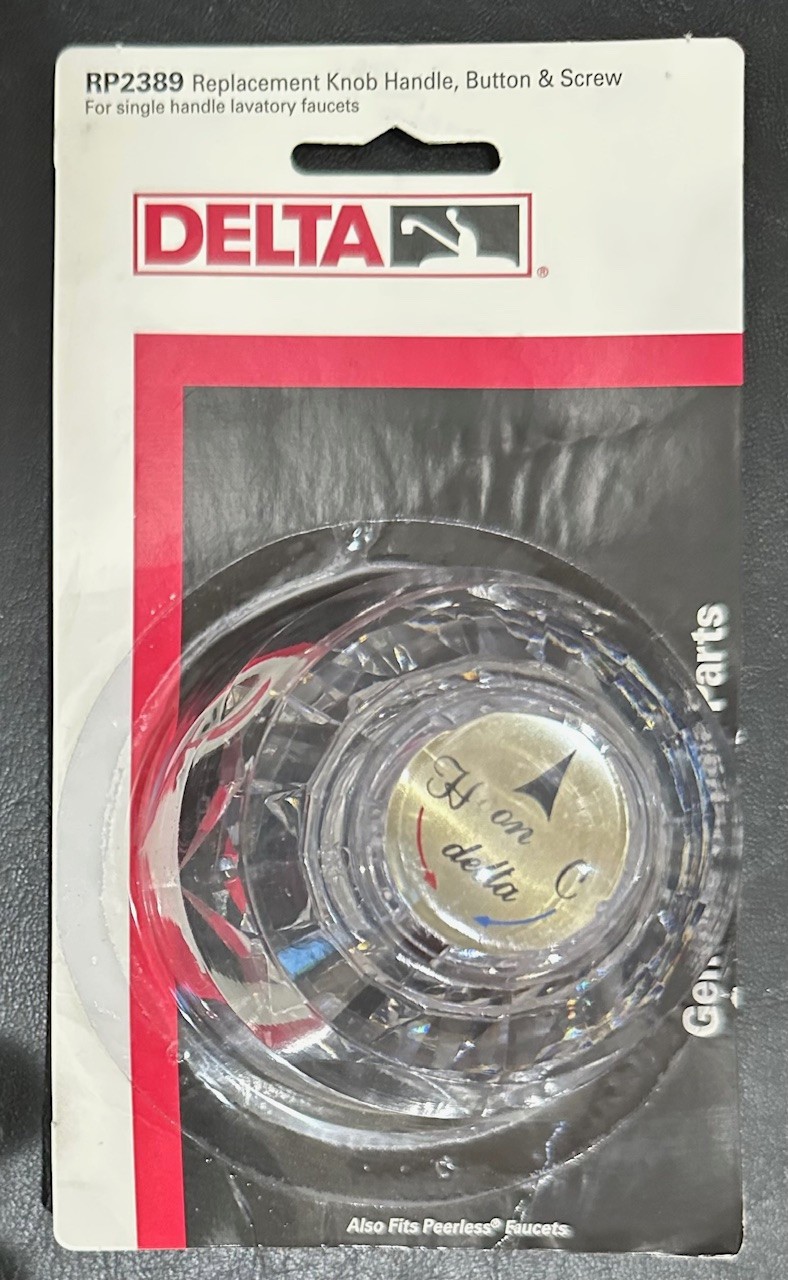 RP2389 Replacement Knob Handle, Button & Screw
For single handle lavatory faucets
DELTA®
H on
delta
C
Also Fits Peerless® Faucets